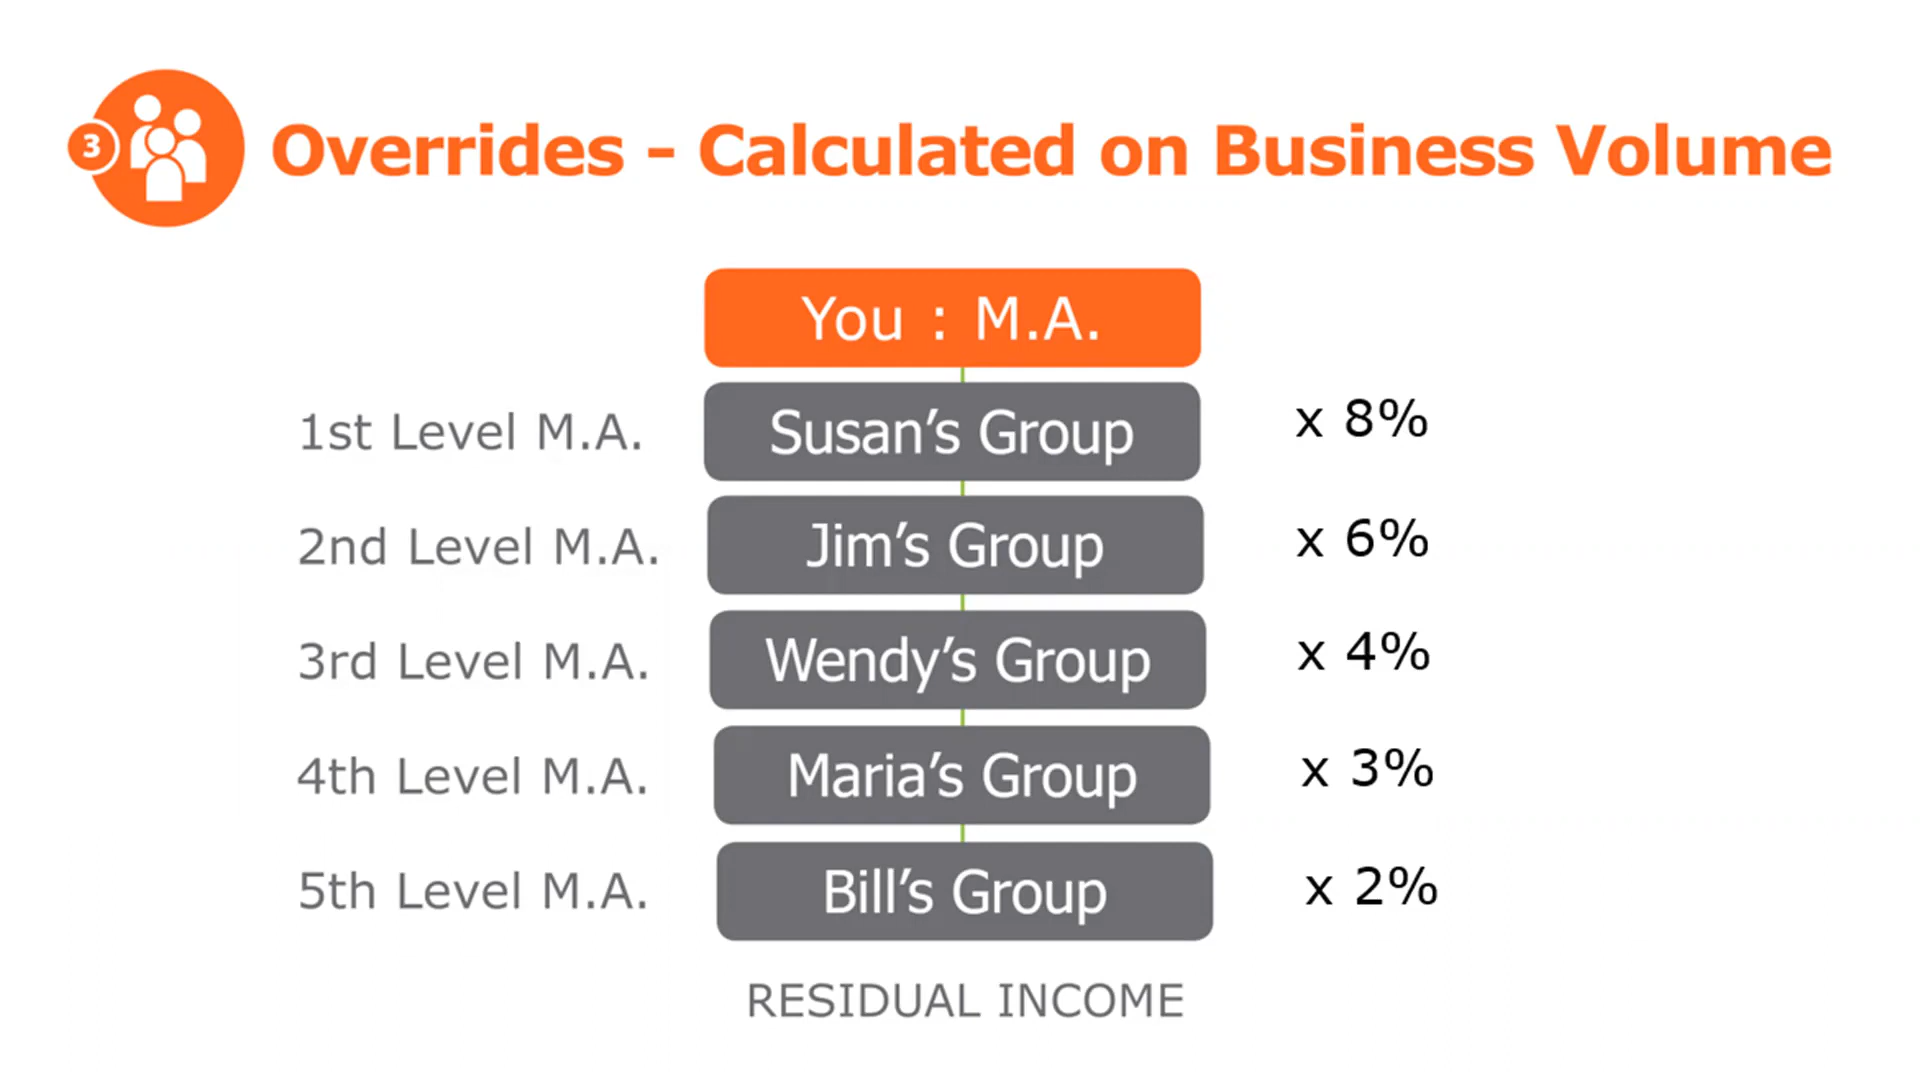 3
Overrides - Calculated on Business Volume
You : M.A.
1st Level M.A. Susan’s Group x 8%
2nd Level M.A. Jim’s Group x 6%
3rd Level M.A. Wendy’s Group x 4%
4th Level M.A. Maria’s Group x 3%
5th Level M.A. Bill’s Group x 2%
RESIDUAL INCOME